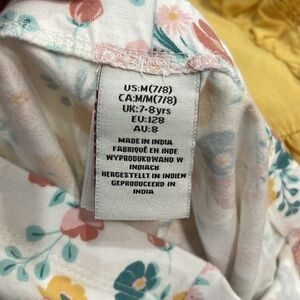 US:M(7/8)
CA:M/M(7/8)
UK:7-8yrs
EU:128
AU:8
MADE IN INDIA
FABRIQUÉ EN INDE
WYPRODUKOWANO W
INDIACH
HERGESTELLT IN INDIEN
GEPRODUCEERD IN
INDIA